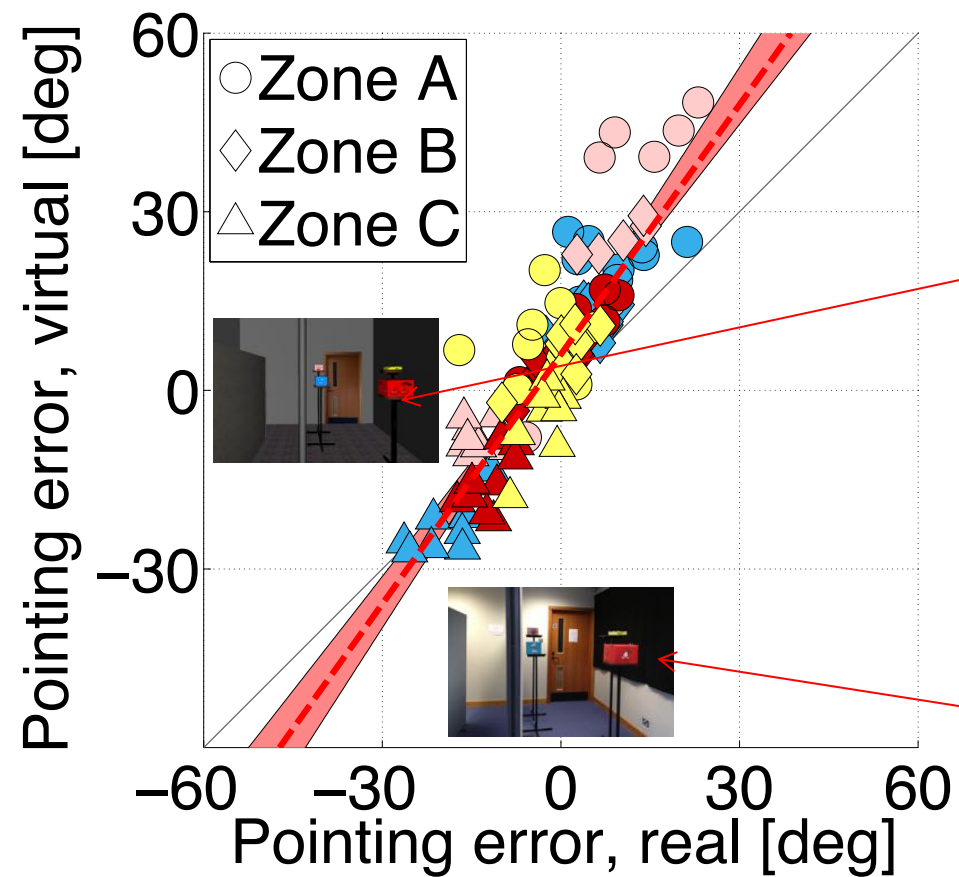 Pointing error, virtual [deg]
60
30
0
−30
Zone A
Zone B
Zone C
−60
−30
0
30
60
Pointing error, real [deg]